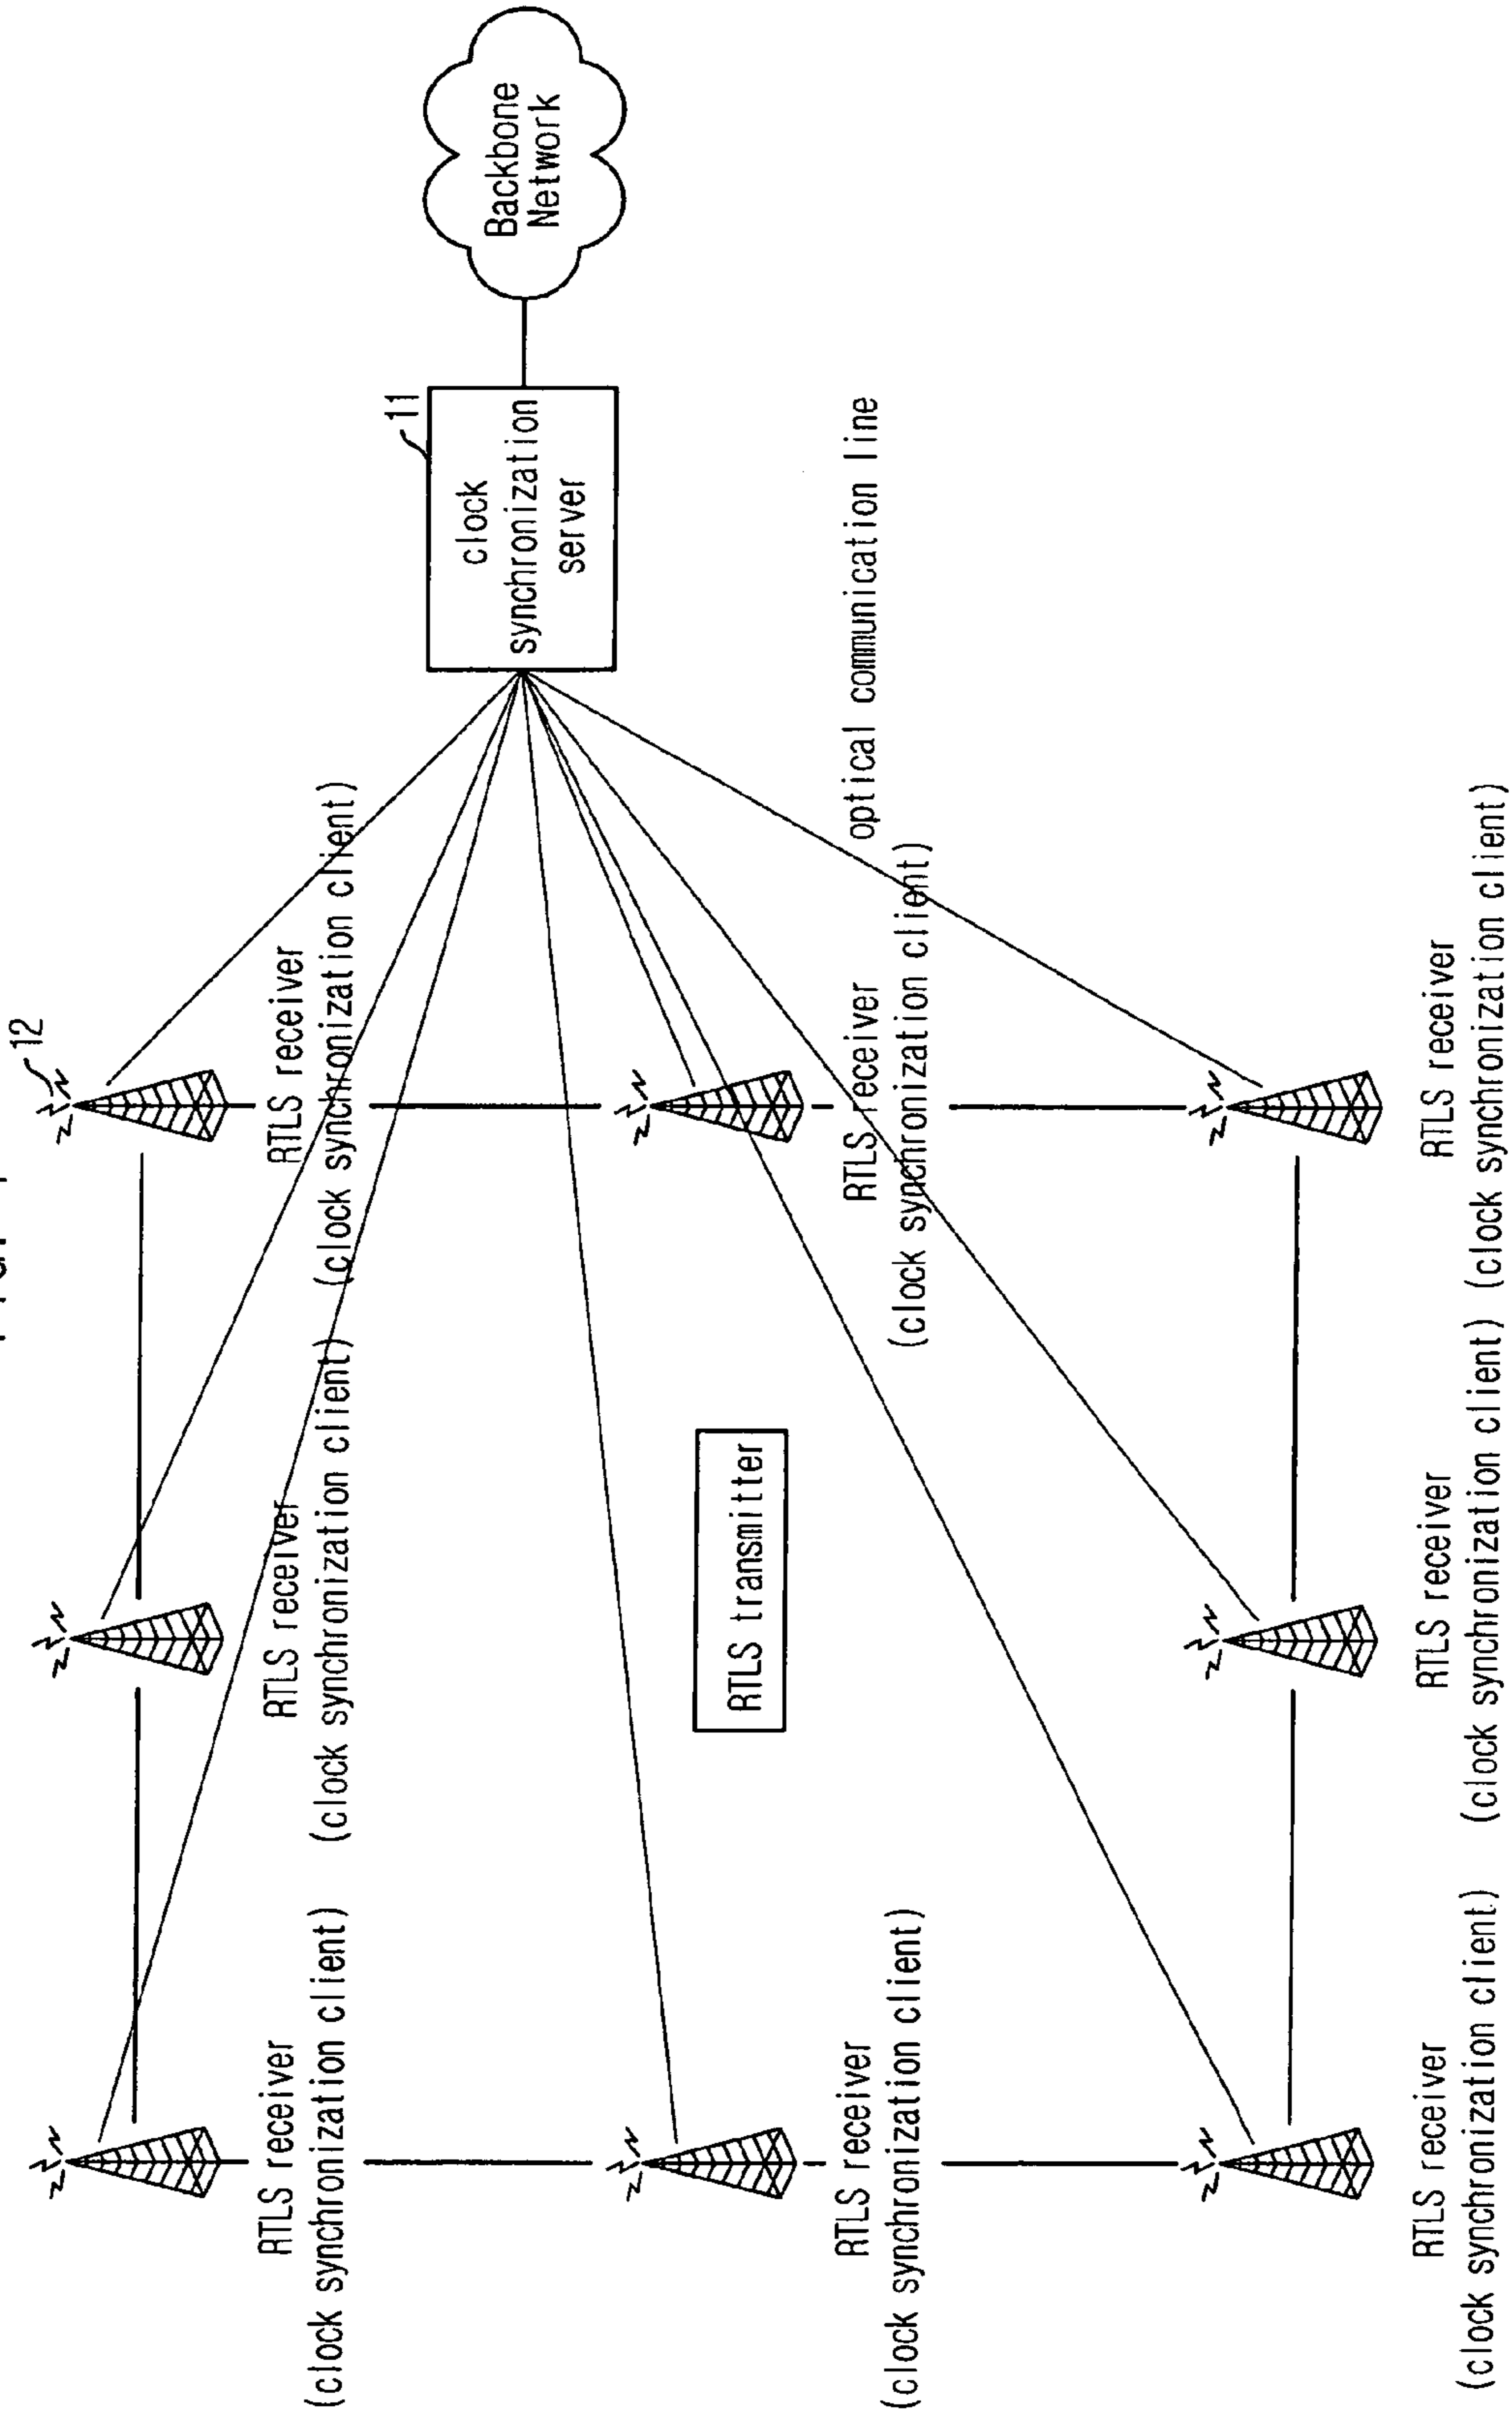 12
RTLS receiver
(clock synchronization client)
RTLS receiver
(clock synchronization client)
RTLS receiver
(clock synchronization client)
11
clock
synchronization
server
Backbone
Network
RTLS transmitter
RTLS receiver
(clock synchronization client)
RTLS receiver
(clock synchronization client)
optical communication line
RTLS receiver
(clock synchronization client)
RTLS receiver
(clock synchronization client)
RTLS receiver
(clock synchronization client)